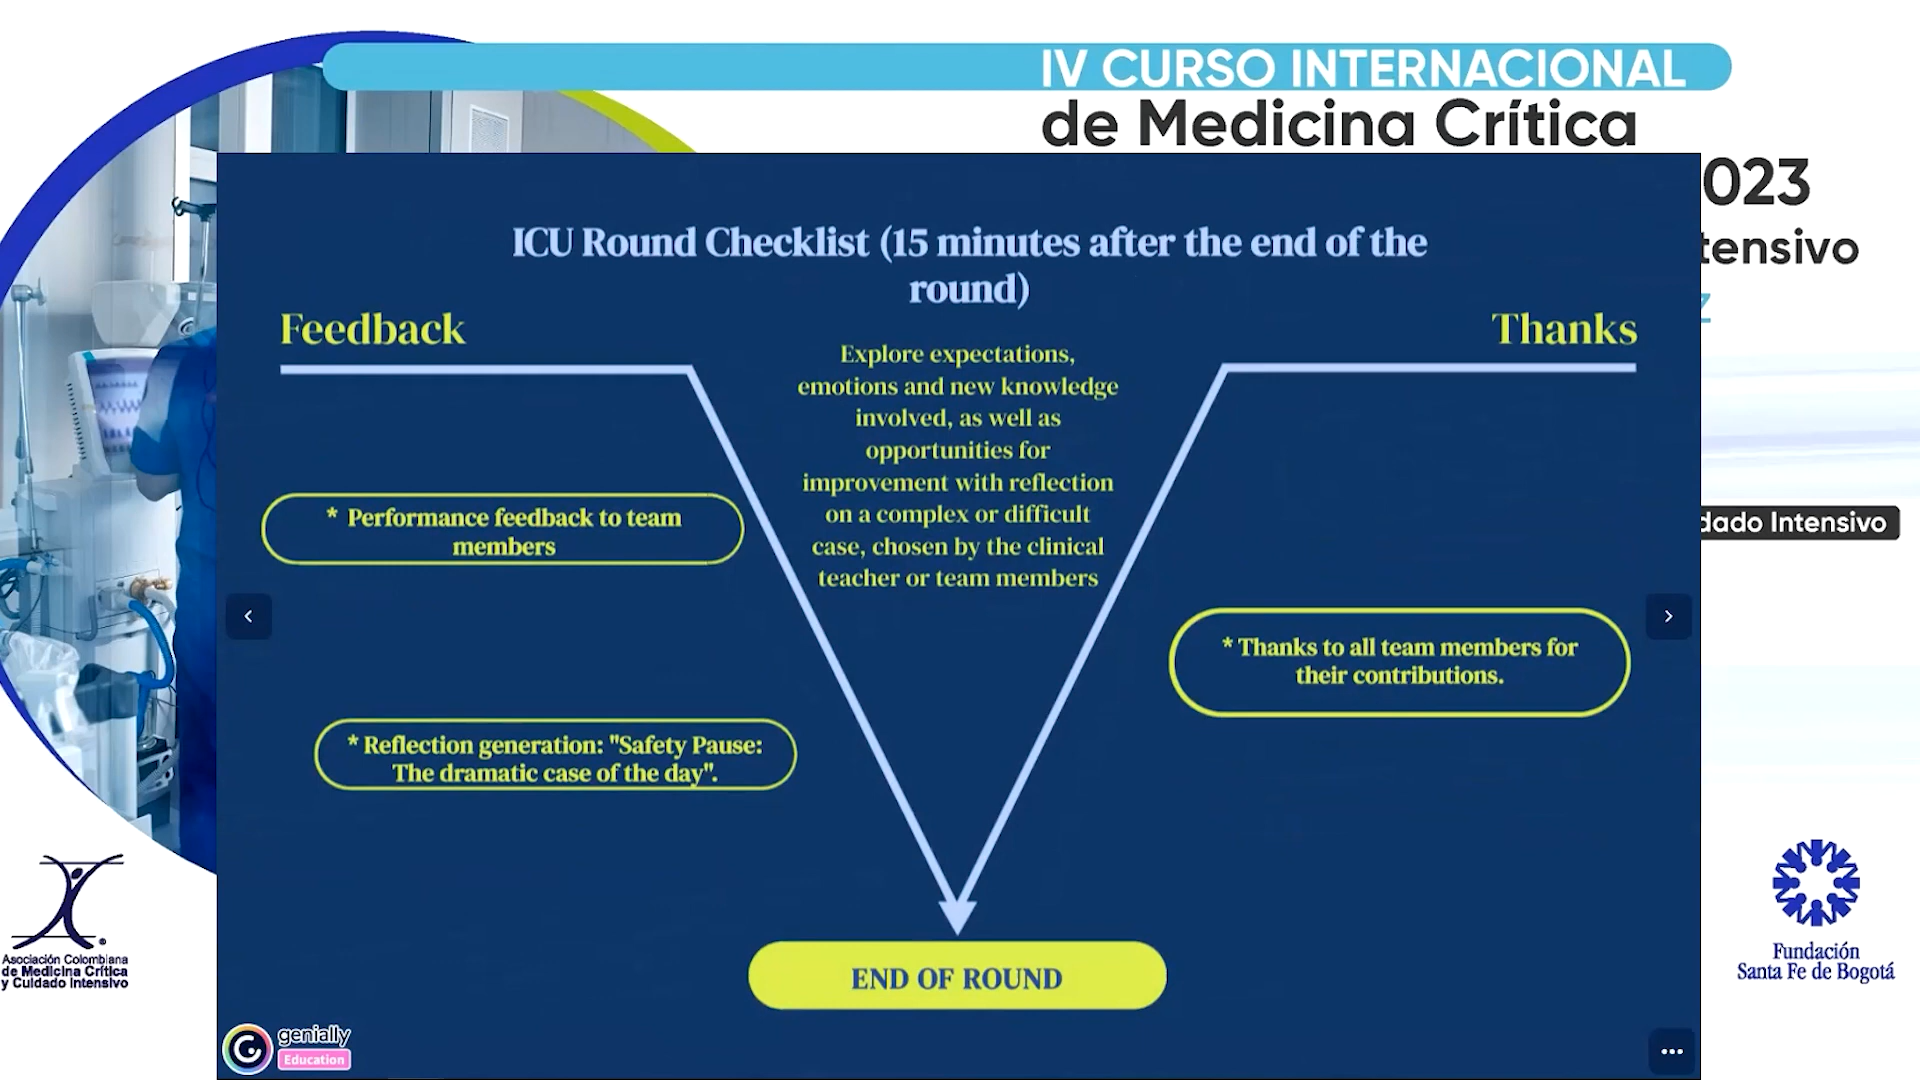 IV CURSO INTERNACIONAL
de Medicina Crítica
023
tensivo
ICU Round Checklist (15 minutes after the end of the
round)
Feedback
Thanks
Explore expectations,
emotions and new knowledge
involved, as well as
opportunities for
improvement with reflection
on a complex or difficult
case, chosen by the clinical
teacher or team members
* Performance feedback to team
members
dado Intensivo
* Thanks to all team members for
their contributions.
* Reflection generation: "Safety Pause:
The dramatic case of the day".
END OF ROUND
Asociación Colombiana
de Medicina Crítica
y Cuidado Intensivo
Fundación
Santa Fe de Bogotá
genially
Education